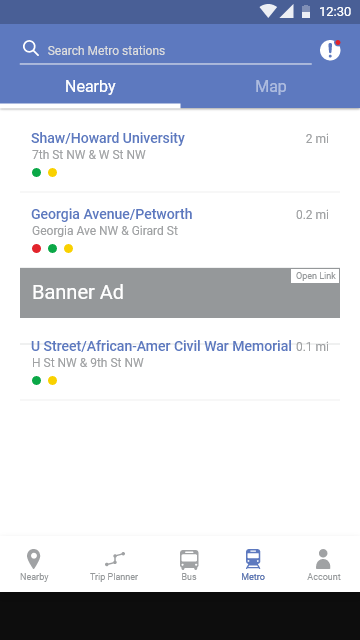 12:30
Search Metro stations
Nearby Map
Shaw/Howard University 2 mi
7th St NW & W St NW
Georgia Avenue/Petworth 0.2 mi
Georgia Ave NW & Girard St
Open Link
Banner Ad
U Street/African-Amer Civil War Memorial 0.1 mi
H St NW & 9th St NW
Nearby Trip Planner Bus Metro Account